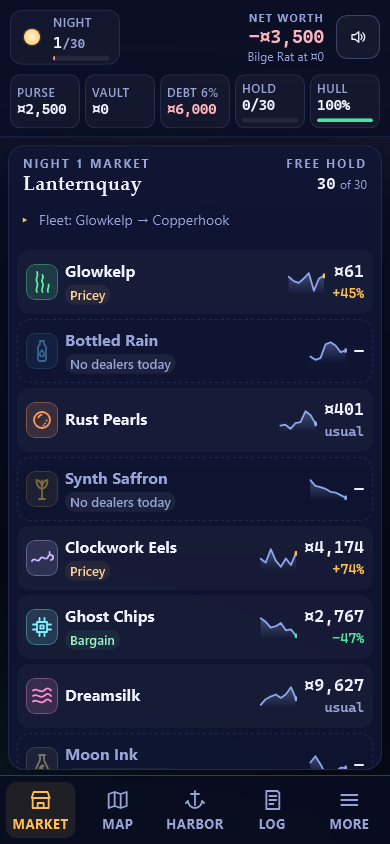 NIGHT
1/30
NET WORTH
−¤3,500
Bilge Rat at ¤0
PURSE
¤2,500
VAULT
¤0
DEBT 6%
¤6,000
HOLD
0/30
HULL
100%
NIGHT 1 MARKET
FREE HOLD
Lanternquay
30 of 30
Fleet: Glowkelp → Copperhook
Glowkelp
¤61
Pricey
+45%
Bottled Rain
No dealers today
–
Rust Pearls
¤401
usual
Synth Saffron
No dealers today
–
Clockwork Eels
¤4,174
Pricey
+74%
Ghost Chips
¤2,767
Bargain
−47%
Dreamsilk
¤9,627
usual
Moon Ink
–
MARKET
MAP
HARBOR
LOG
MORE